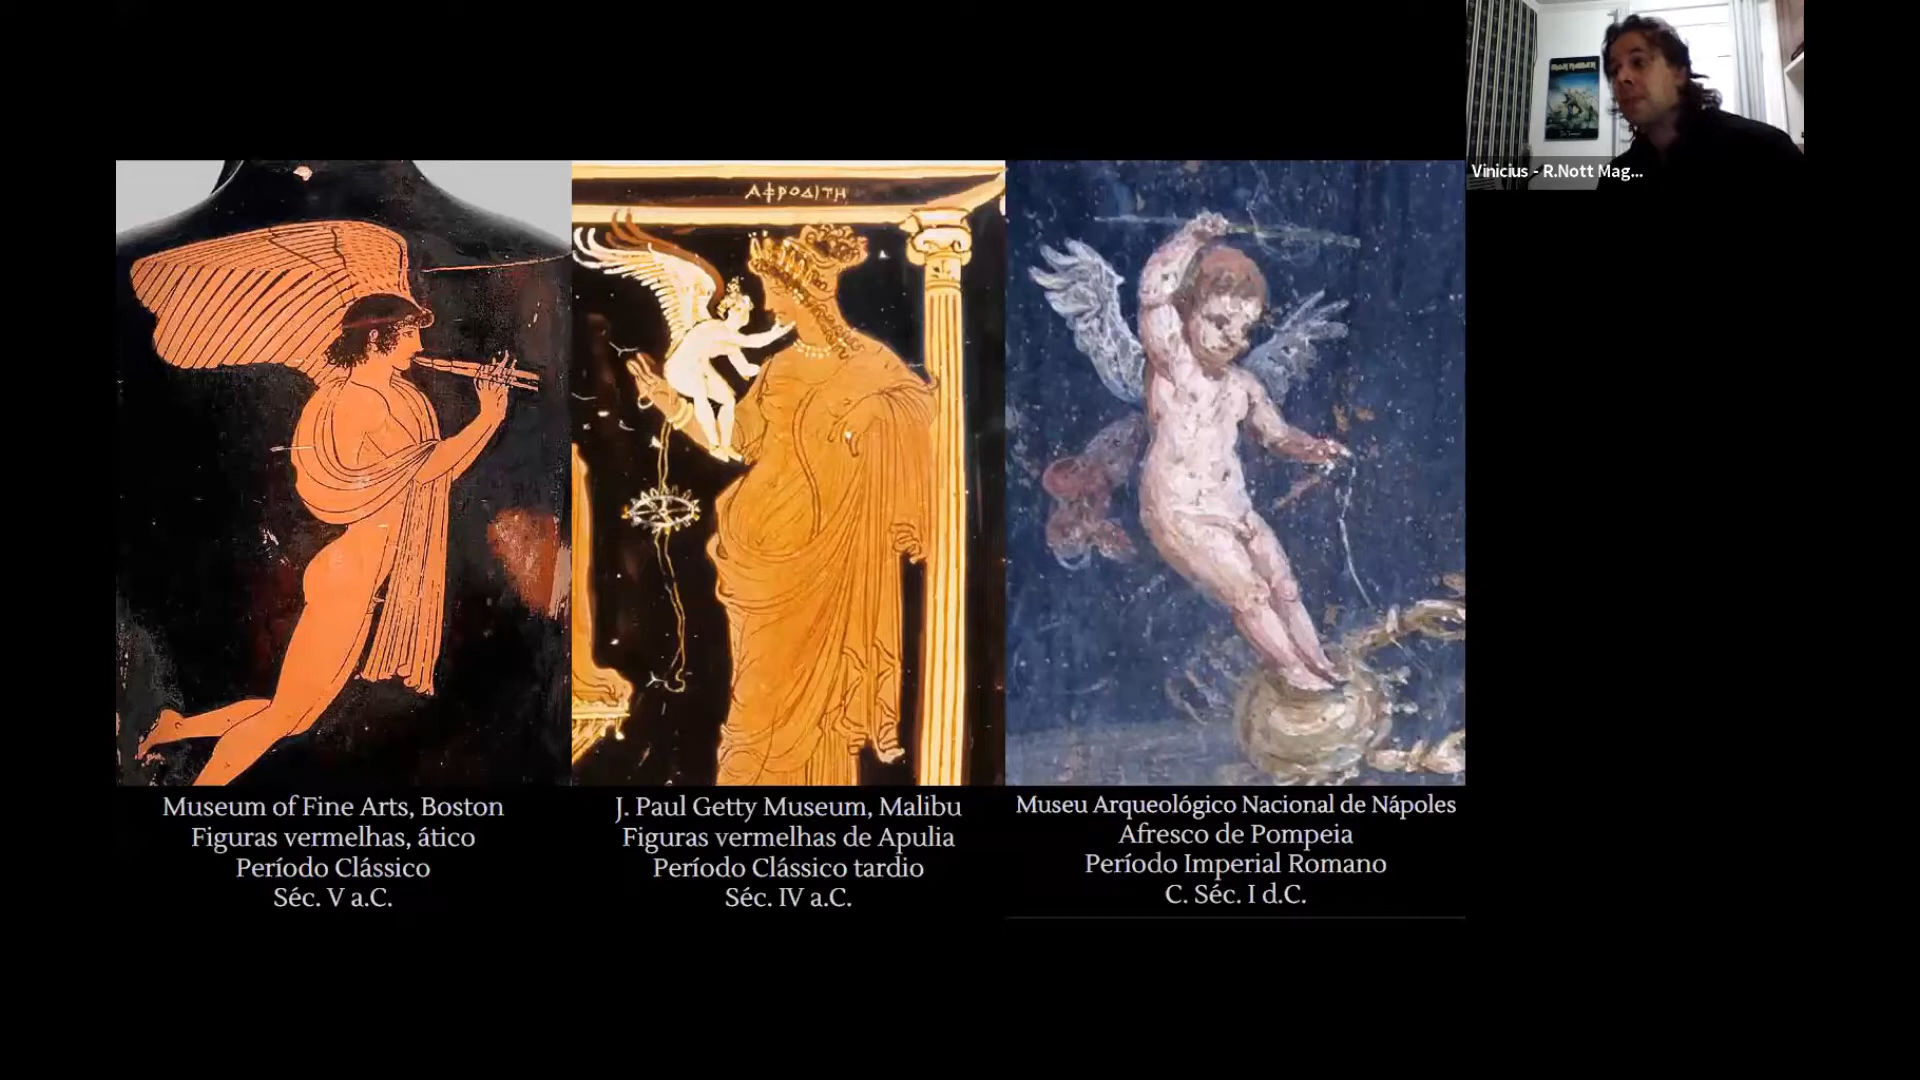 Vinicius - R.Nott Mag...
ΑΦΡΟΔΙΤΗ
Museum of Fine Arts, Boston
Figuras vermelhas, ático
Período Clássico
Séc. V a.C.
J. Paul Getty Museum, Malibu
Figuras vermelhas de Apulia
Período Clássico tardio
Séc. IV a.C.
Museu Arqueológico Nacional de Nápoles
Afresco de Pompeia
Período Imperial Romano
C. Séc. I d.C.